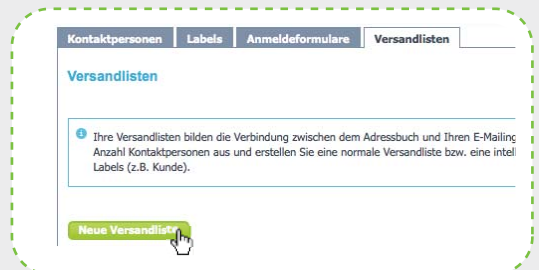 Kontaktpersonen Labels Anmeldeformulare Versandlisten
Versandlisten
Ihre Versandlisten bilden die Verbindung zwischen dem Adressbuch und Ihren E-Mailing
Anzahl Kontaktpersonen aus und erstellen Sie eine normale Versandliste bzw. eine intel
Labels (z.B. Kunde).
Neue Versandliste